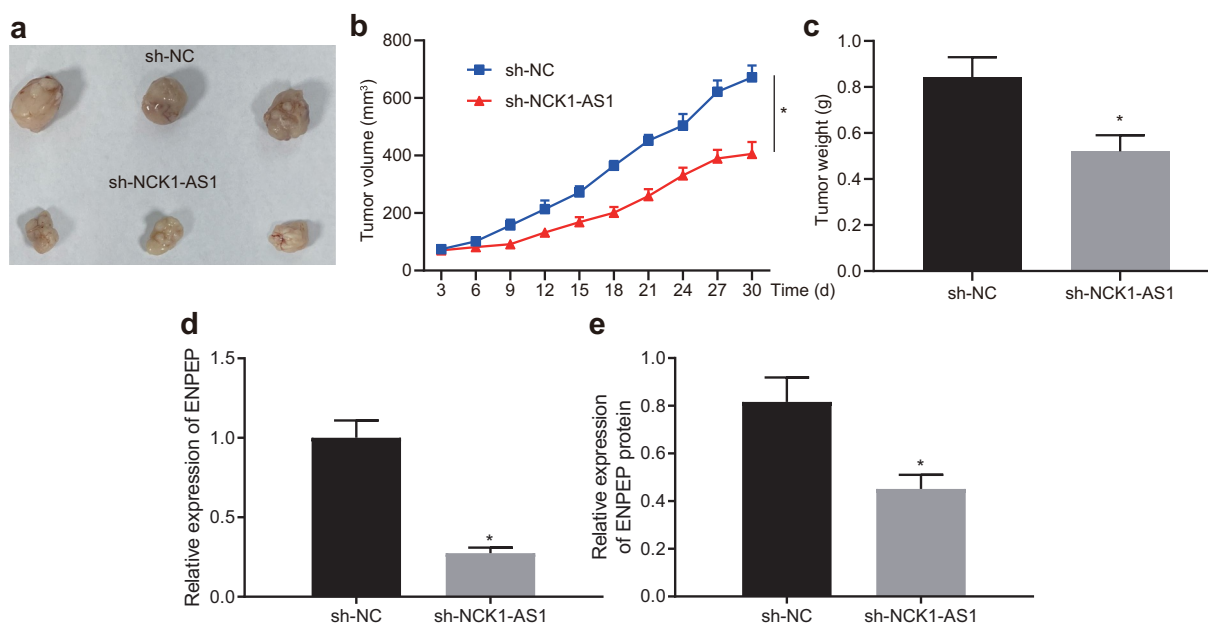 a
sh-NC
sh-NCK1-AS1
b
800
600
400
200
0
Tumor volume (mm³)
sh-NC
sh-NCK1-AS1
*
3 6 9 12 15 18 21 24 27 30 Time (d)
c
1.0
0.8
0.6
0.4
0.2
0.0
Tumor weight (g)
*
sh-NC sh-NCK1-AS1
d
1.5
1.0
0.5
0.0
Relative expression of ENPEP
*
sh-NC sh-NCK1-AS1
e
1.0
0.8
0.6
0.4
0.2
0.0
Relative expression
of ENPEP protein
*
sh-NC sh-NCK1-AS1